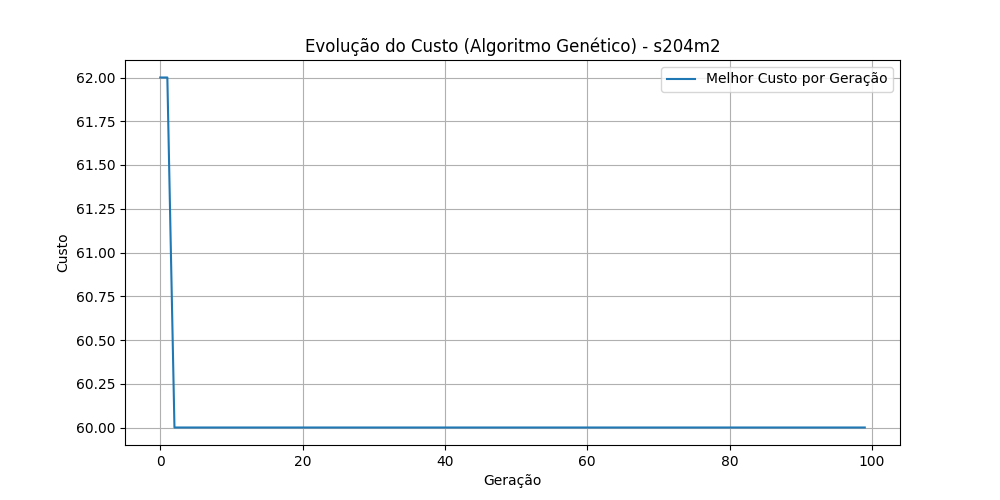 Evolução do Custo (Algoritmo Genético) - s204m2
Melhor Custo por Geração
62.00
61.75
61.50
61.25
61.00
60.75
60.50
60.25
60.00
Custo
0 20 40 60 80 100
Geração